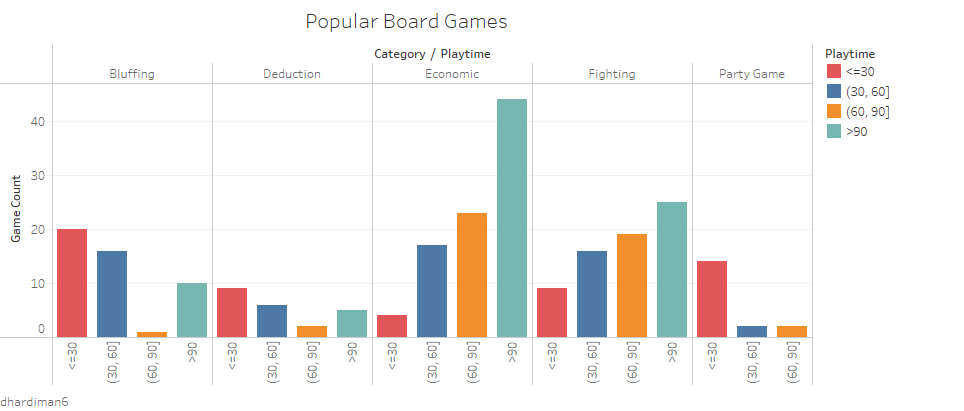 Popular Board Games
Category / Playtime
Bluffing Deduction Economic Fighting Party Game
Game Count
40
30
20
10
0
<=30 (30, 60] (60, 90] >90 <=30 (30, 60] (60, 90] >90 <=30 (30, 60] (60, 90] >90 <=30 (30, 60] (60, 90] >90 <=30 (30, 60] (60, 90]
Playtime
<=30
(30, 60]
(60, 90]
>90
dhardiman6